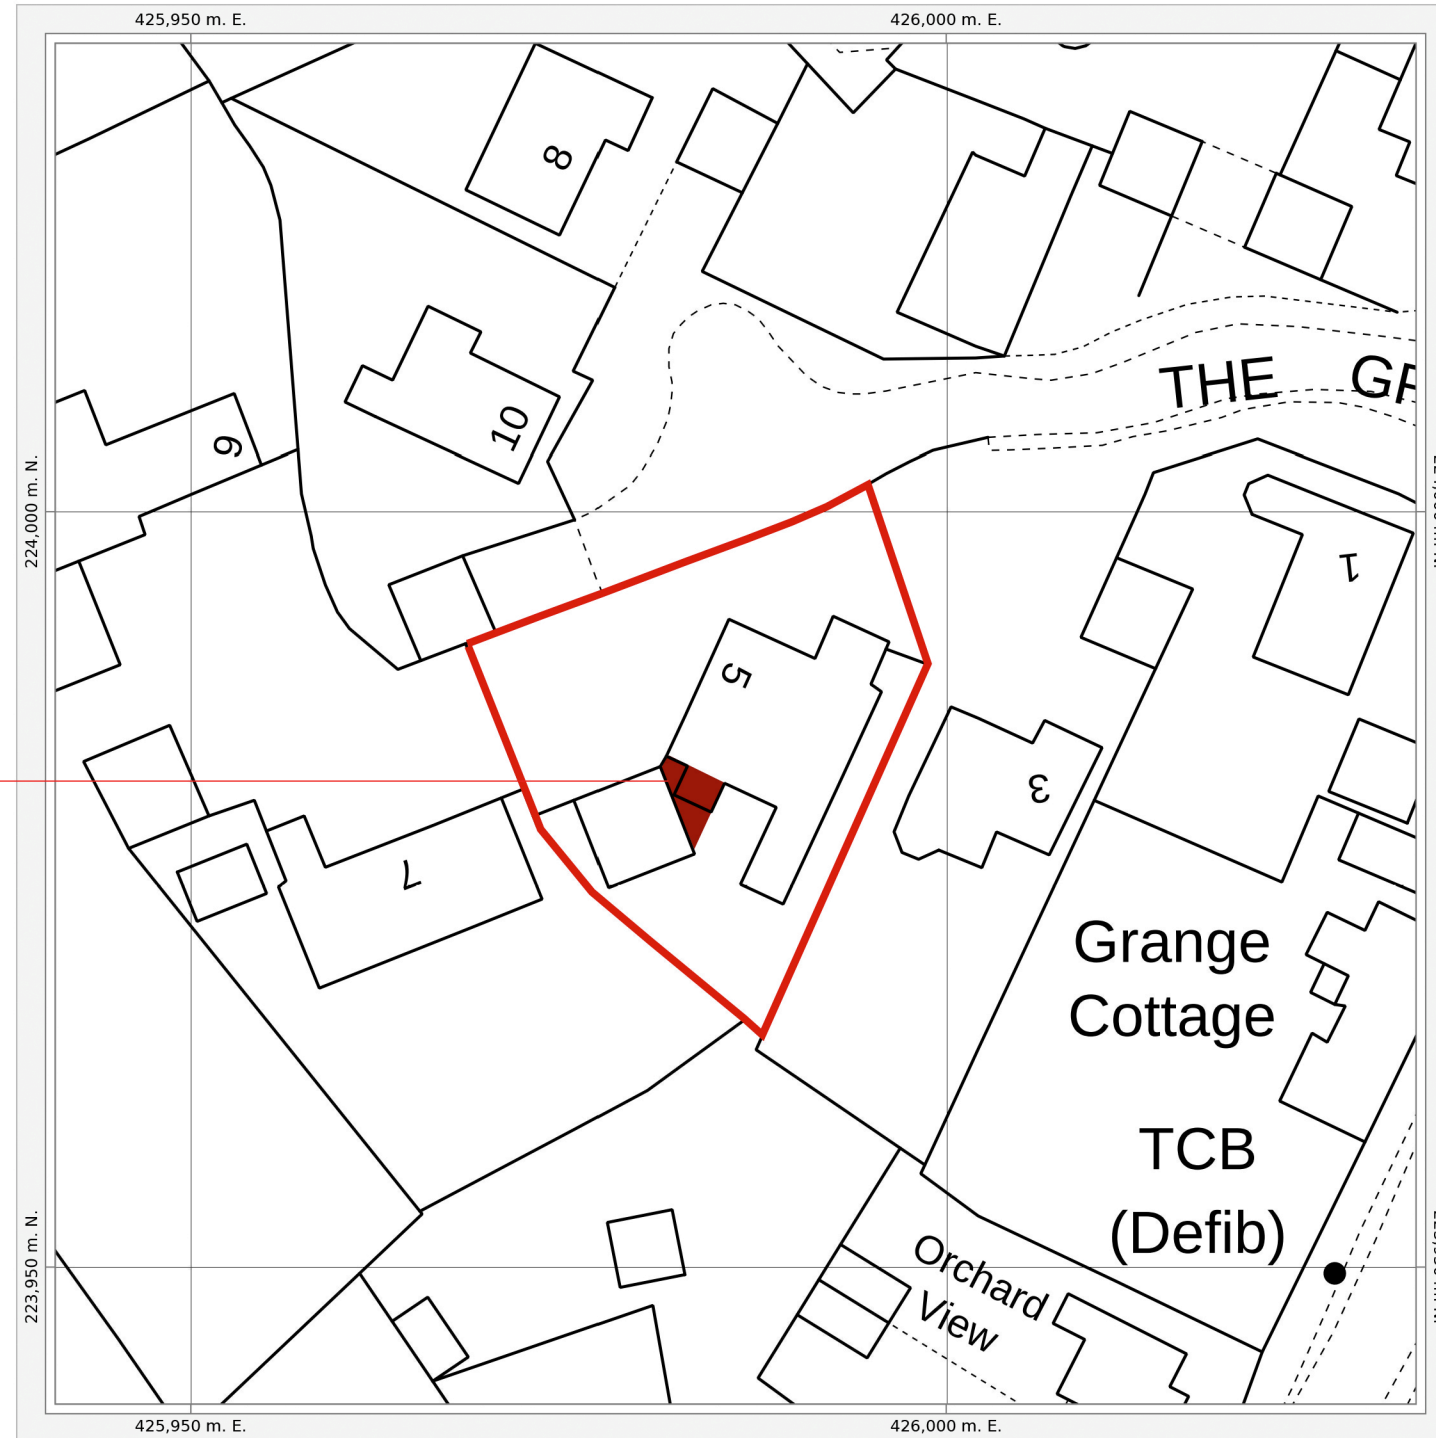 425,950 m. E.
426,000 m. E.
8
THE GR
10
9
224,000 m. N.
1
5
3
7
Grange
Cottage
TCB
(Defib)
Orchard
View
223,950 m. N.
425,950 m. E.
426,000 m. E.